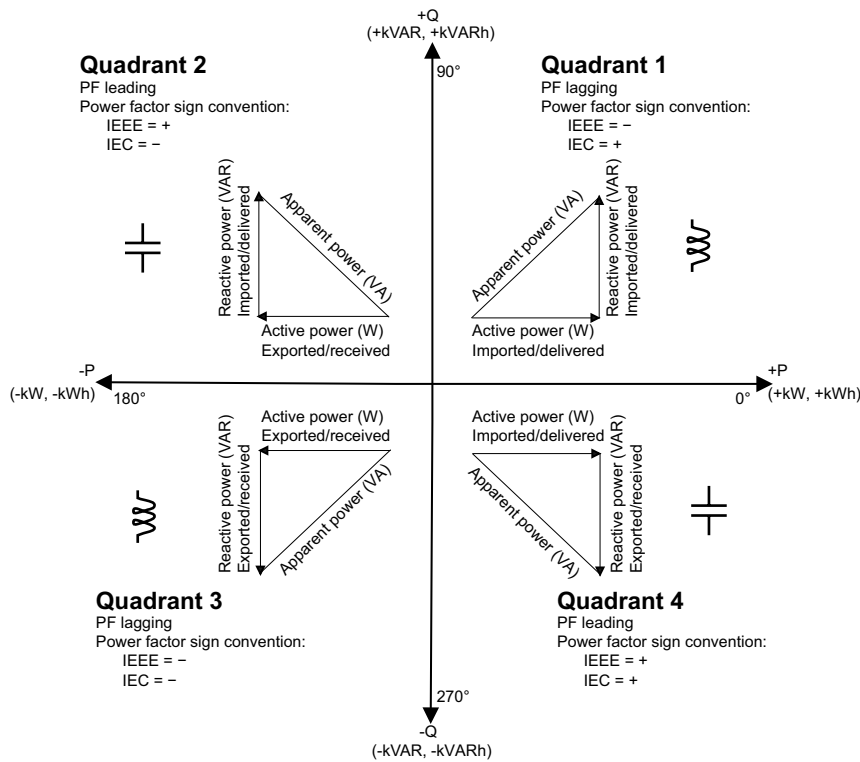 +Q
(+kVAR, +kVARh)
90°
Quadrant 2
PF leading
Power factor sign convention:
IEEE = +
IEC = −
Reactive power (VAR)
Imported/delivered
Apparent power (VA)
Active power (W)
Exported/received
Quadrant 1
PF lagging
Power factor sign convention:
IEEE = −
IEC = +
Apparent power (VA)
Reactive power (VAR)
Imported/delivered
Active power (W)
Imported/delivered
-P
(-kW, -kWh)
180°
0°
+P
(+kW, +kWh)
Active power (W)
Exported/received
Reactive power (VAR)
Exported/received
Apparent power (VA)
Quadrant 3
PF lagging
Power factor sign convention:
IEEE = −
IEC = −
Active power (W)
Imported/delivered
Apparent power (VA)
Reactive power (VAR)
Exported/received
Quadrant 4
PF leading
Power factor sign convention:
IEEE = +
IEC = +
270°
-Q
(-kVAR, -kVARh)